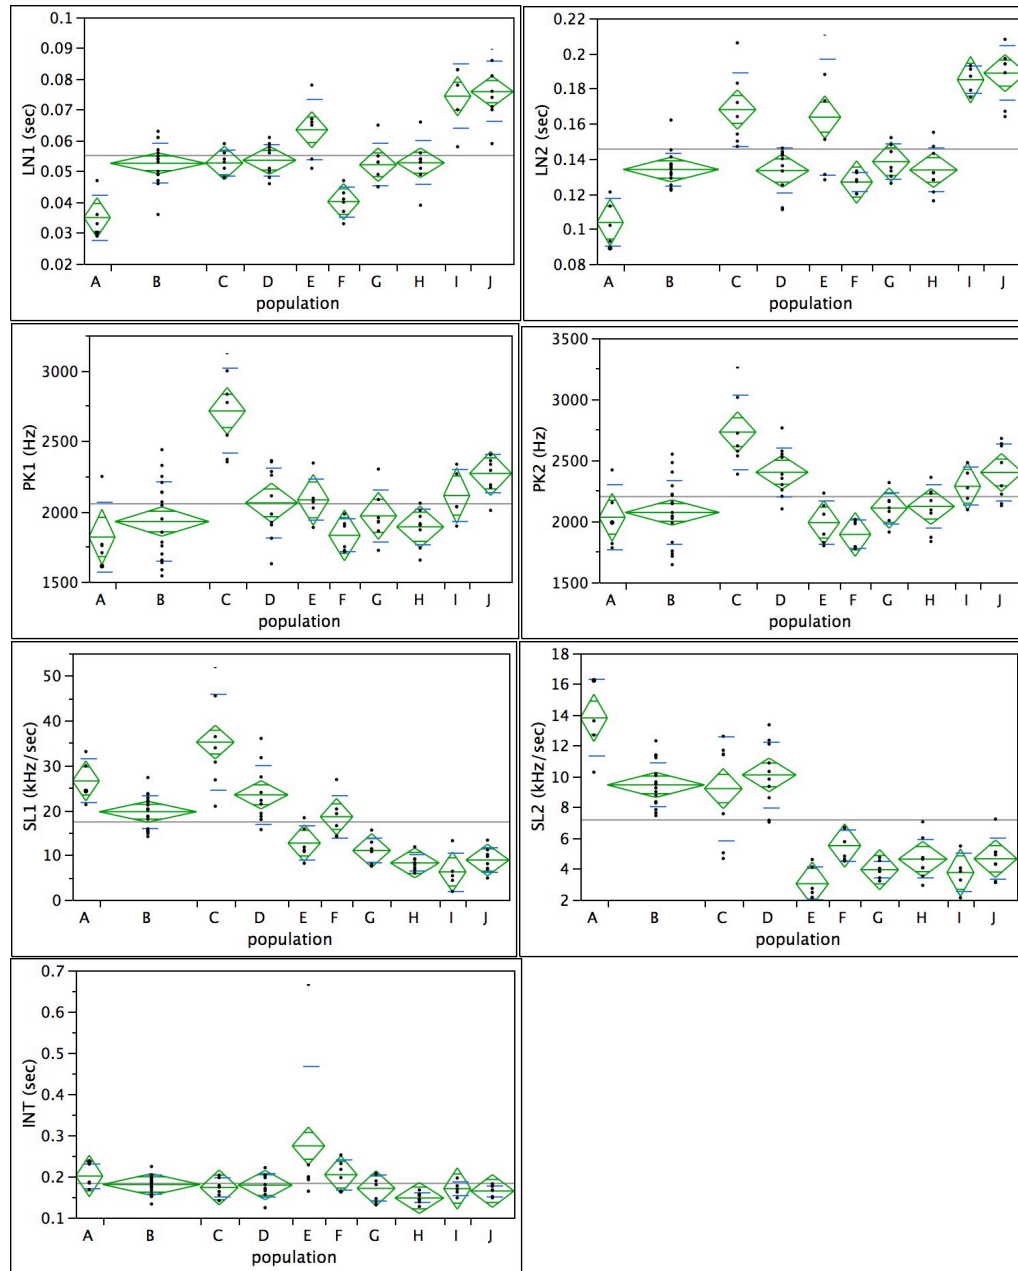 0.1
0.09
0.08
0.07
0.06
0.05
0.04
0.03
0.02
LN1 (sec)
A B C D E F G H I J
population
0.22
0.2
0.18
0.16
0.14
0.12
0.1
0.08
LN2 (sec)
A B C D E F G H I J
population
3000
2500
2000
1500
PK1 (Hz)
A B C D E F G H I J
population
3500
3000
2500
2000
1500
PK2 (Hz)
A B C D E F G H I J
population
50
40
30
20
10
0
SL1 (kHz/sec)
A B C D E F G H I J
population
18
16
14
12
10
8
6
4
2
SL2 (kHz/sec)
A B C D E F G H I J
population
0.7
0.6
0.5
0.4
0.3
0.2
0.1
INT (sec)
A B C D E F G H I J
population